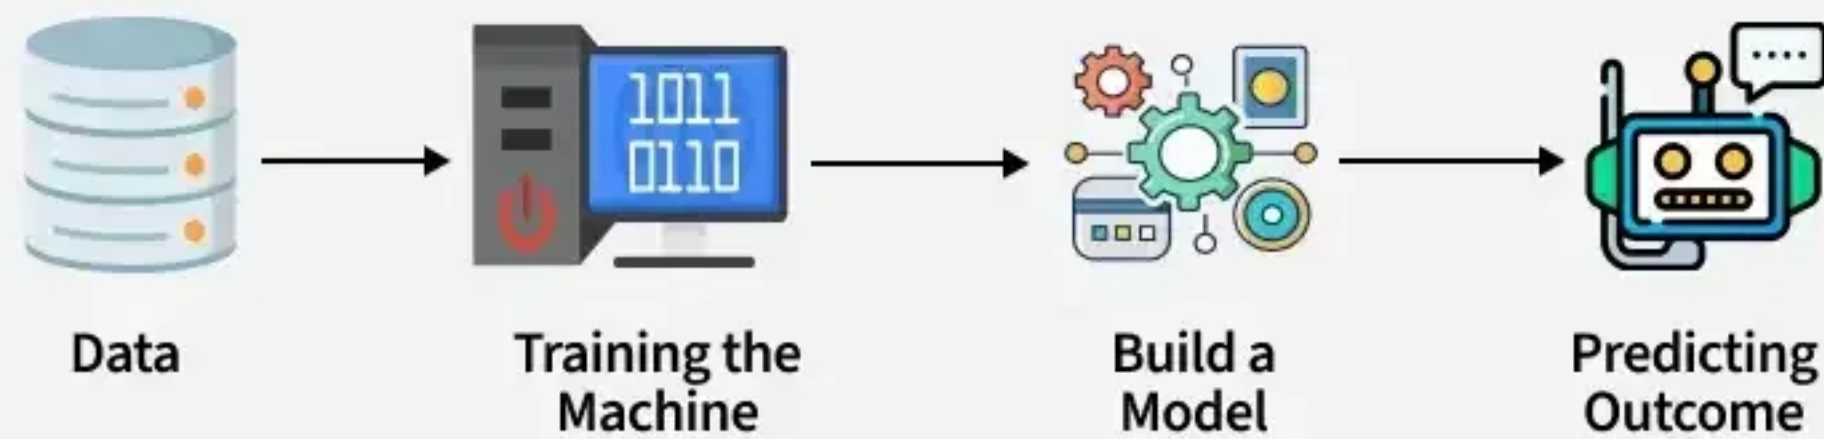 1011
0110
....
Data
Training the
Machine
Build a
Model
Predicting
Outcome